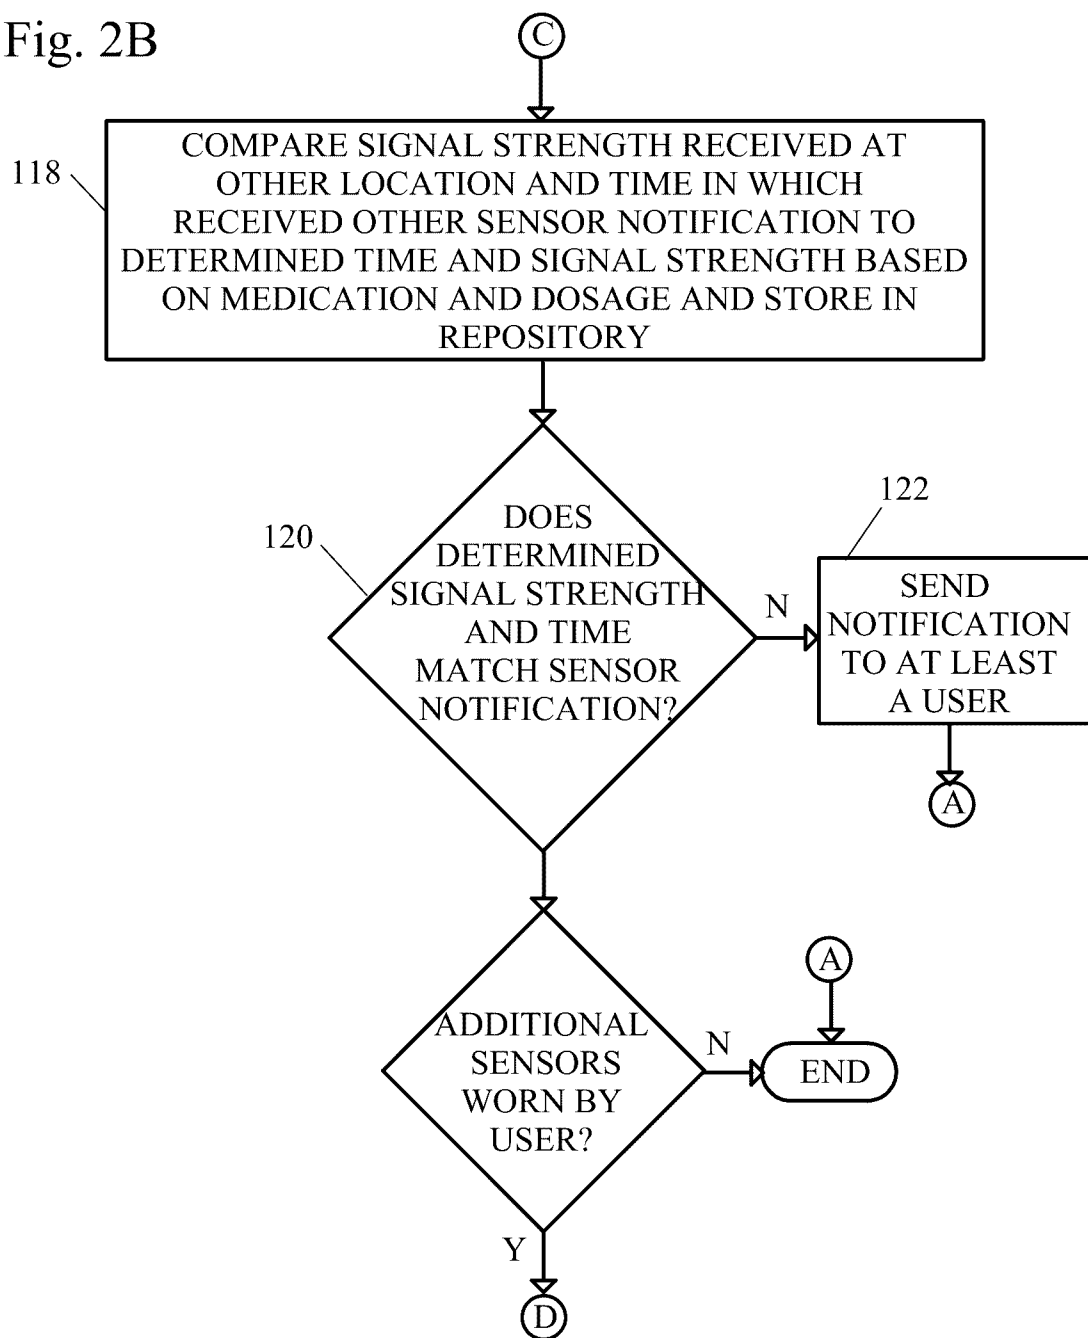 Fig. 2B
C
118
COMPARE SIGNAL STRENGTH RECEIVED AT
OTHER LOCATION AND TIME IN WHICH
RECEIVED OTHER SENSOR NOTIFICATION TO
DETERMINED TIME AND SIGNAL STRENGTH BASED
ON MEDICATION AND DOSAGE AND STORE IN
REPOSITORY
120
DOES
DETERMINED
SIGNAL STRENGTH
AND TIME
MATCH SENSOR
NOTIFICATION?
N
122
SEND
NOTIFICATION
TO AT LEAST
A USER
A
ADDITIONAL
SENSORS
WORN BY
USER?
N
A
END
Y
D